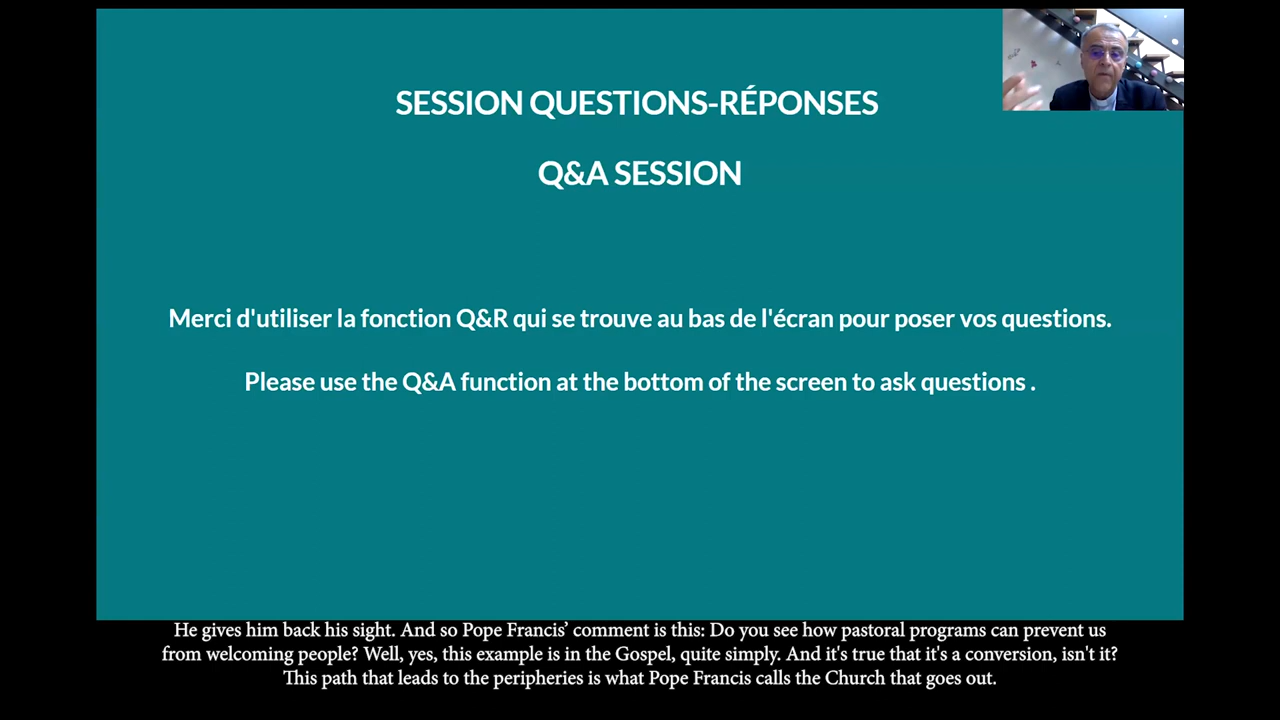 SESSION QUESTIONS-RÉPONSES
Q&A SESSION
Merci d'utiliser la fonction Q&R qui se trouve au bas de l'écran pour poser vos questions.
Please use the Q&A function at the bottom of the screen to ask questions .
He gives him back his sight. And so Pope Francis’ comment is this: Do you see how pastoral programs can prevent us
from welcoming people? Well, yes, this example is in the Gospel, quite simply. And it's true that it's a conversion, isn't it?
This path that leads to the peripheries is what Pope Francis calls the Church that goes out.